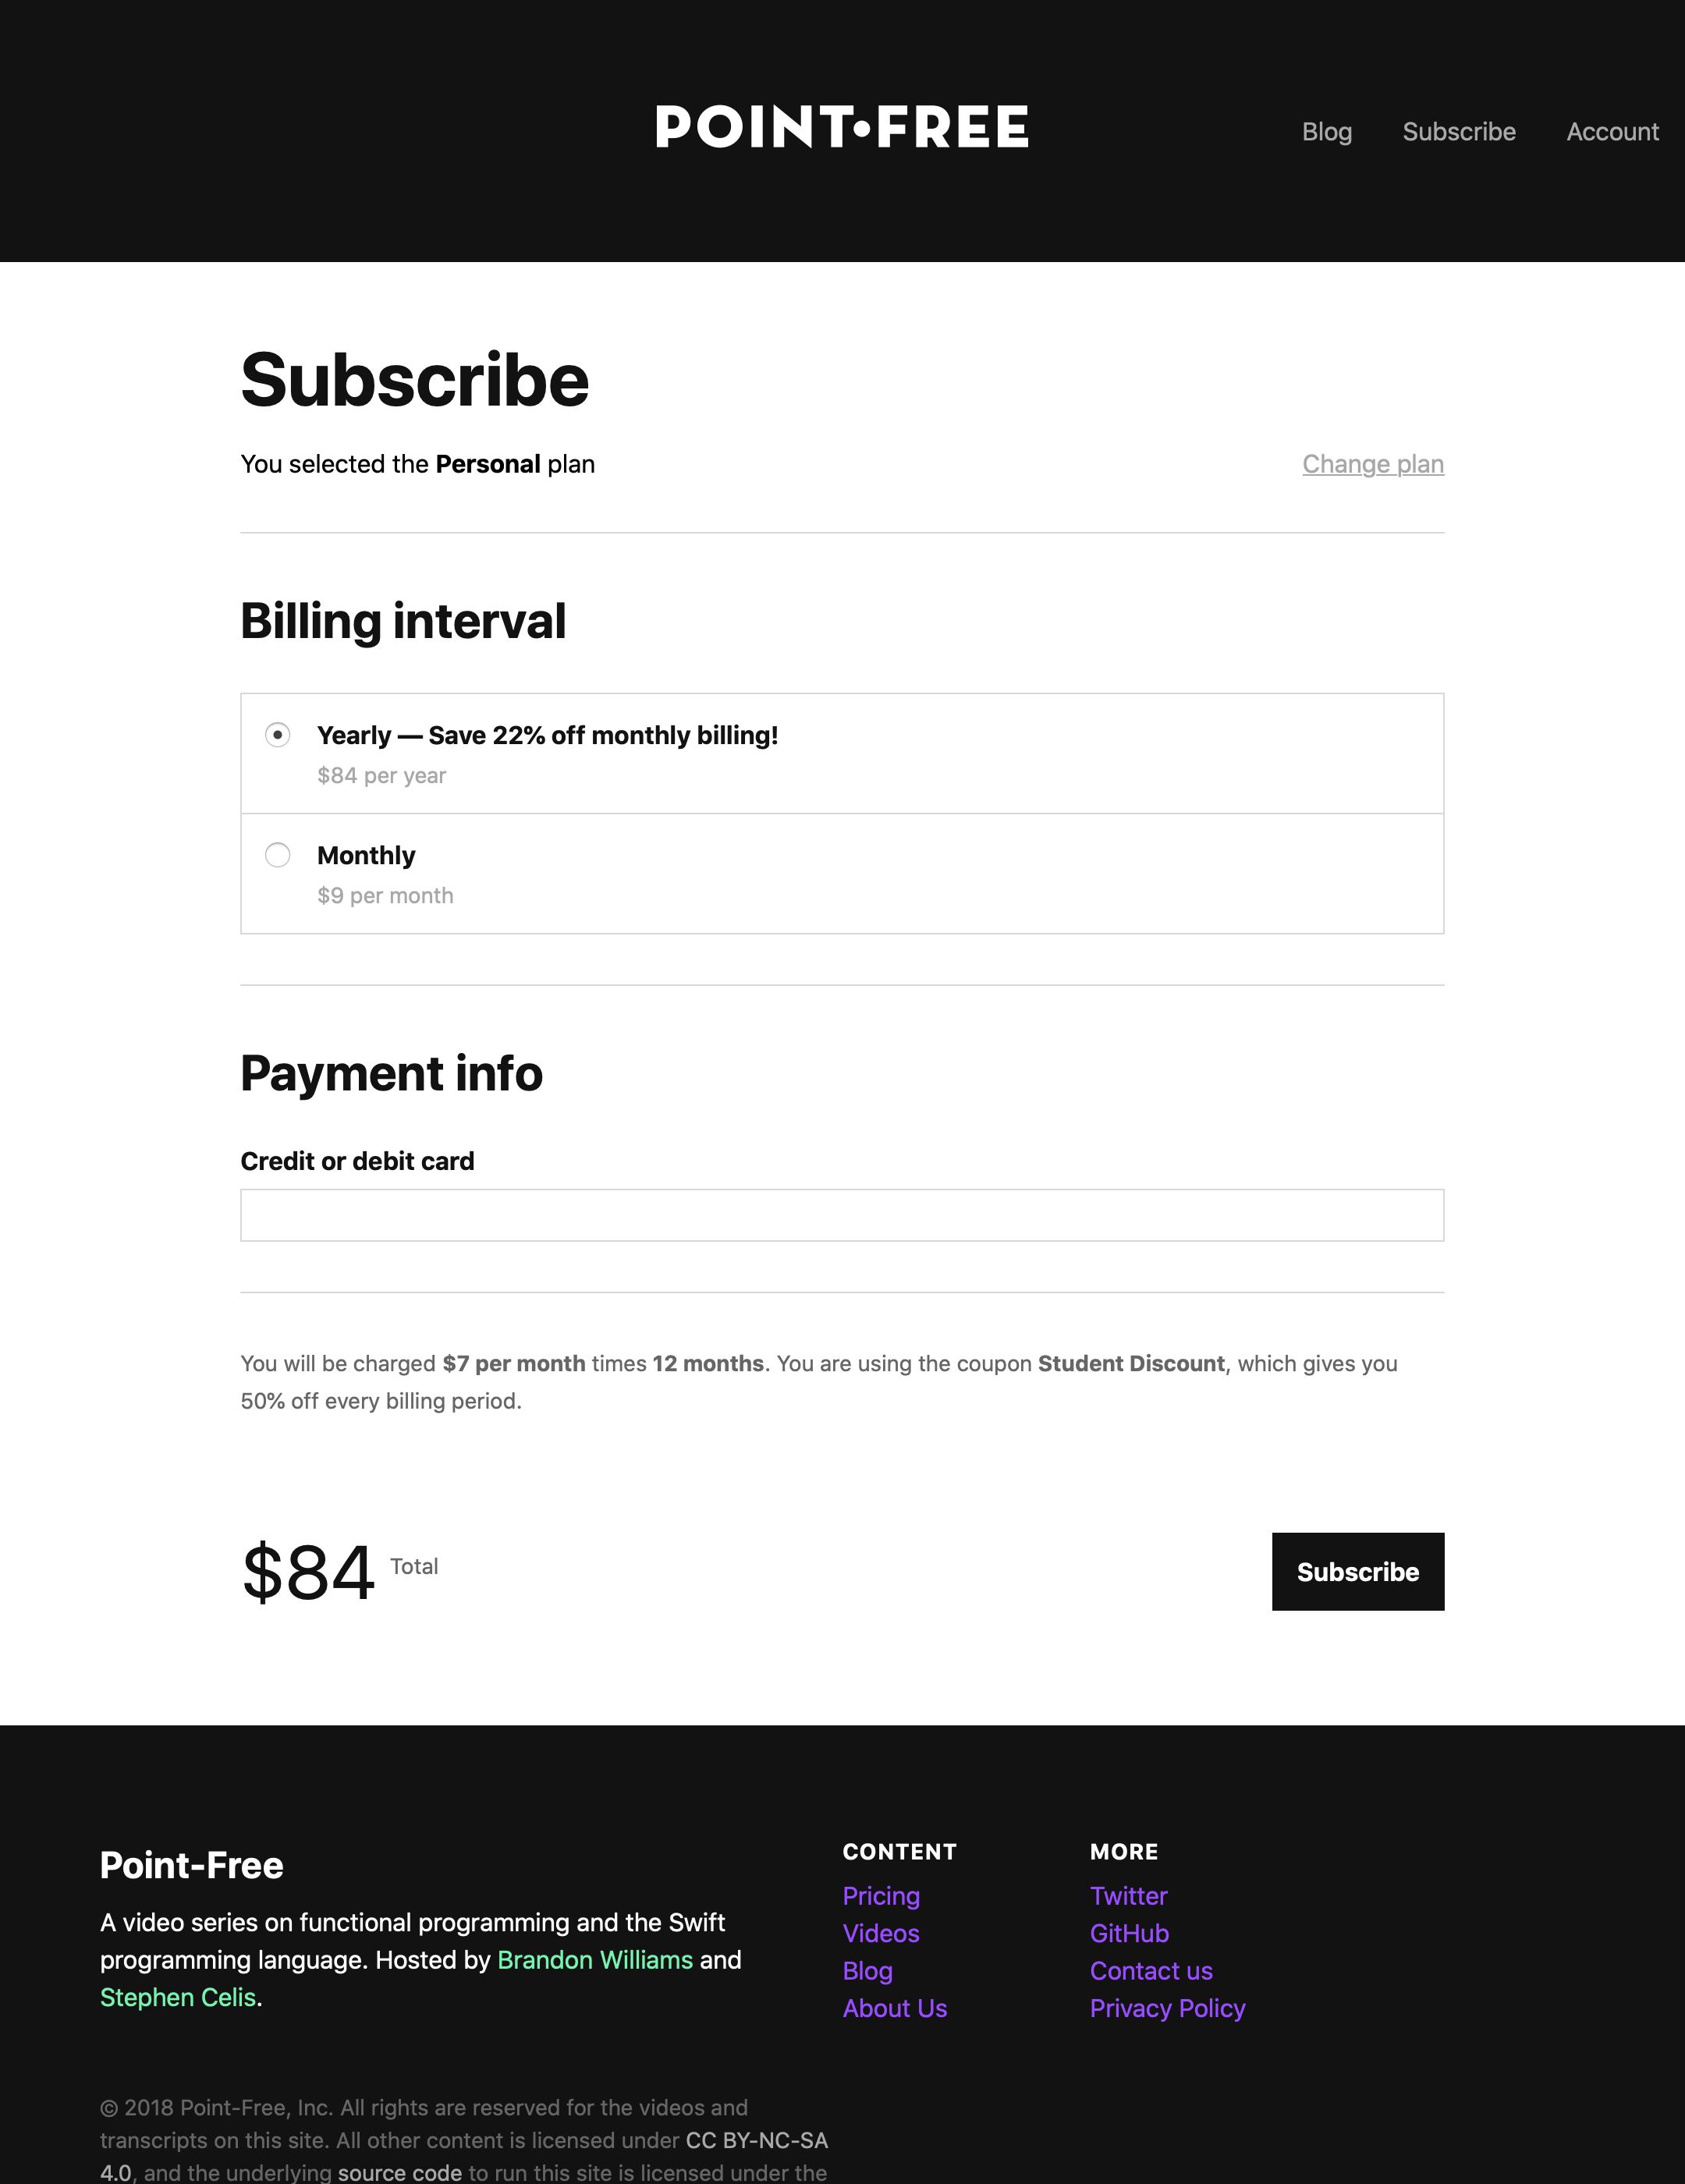 POINT•FREE
Blog Subscribe Account
Subscribe
You selected the Personal plan
Change plan
Billing interval
Yearly — Save 22% off monthly billing!
$84 per year
Monthly
$9 per month
Payment info
Credit or debit card
You will be charged $7 per month times 12 months. You are using the coupon Student Discount, which gives you
50% off every billing period.
$84 Total
Subscribe
Point-Free
A video series on functional programming and the Swift
programming language. Hosted by Brandon Williams and
Stephen Celis.
CONTENT
Pricing
Videos
Blog
About Us
MORE
Twitter
GitHub
Contact us
Privacy Policy
© 2018 Point-Free, Inc. All rights are reserved for the videos and
transcripts on this site. All other content is licensed under CC BY-NC-SA
4.0, and the underlying source code to run this site is licensed under the